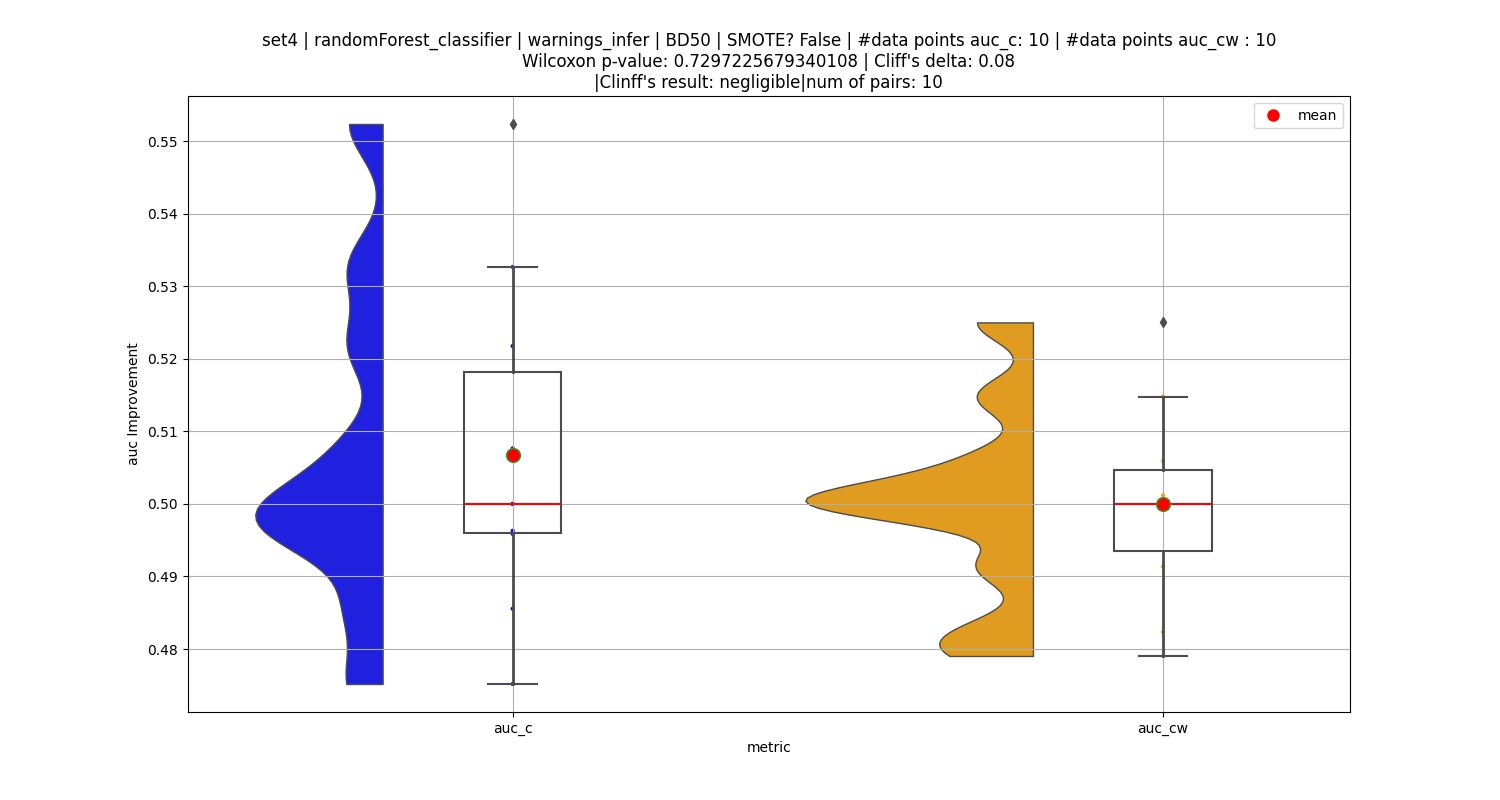 set4 | randomForest_classifier | warnings_infer | BD50 | SMOTE? False | #data points auc_c: 10 | #data points auc_cw : 10
Wilcoxon p-value: 0.7297225679340108 | Cliff's delta: 0.08
|Clinff's result: negligible|num of pairs: 10
mean
0.55
0.54
0.53
0.52
0.51
0.50
0.49
0.48
auc Improvement
auc_c
auc_cw
metric